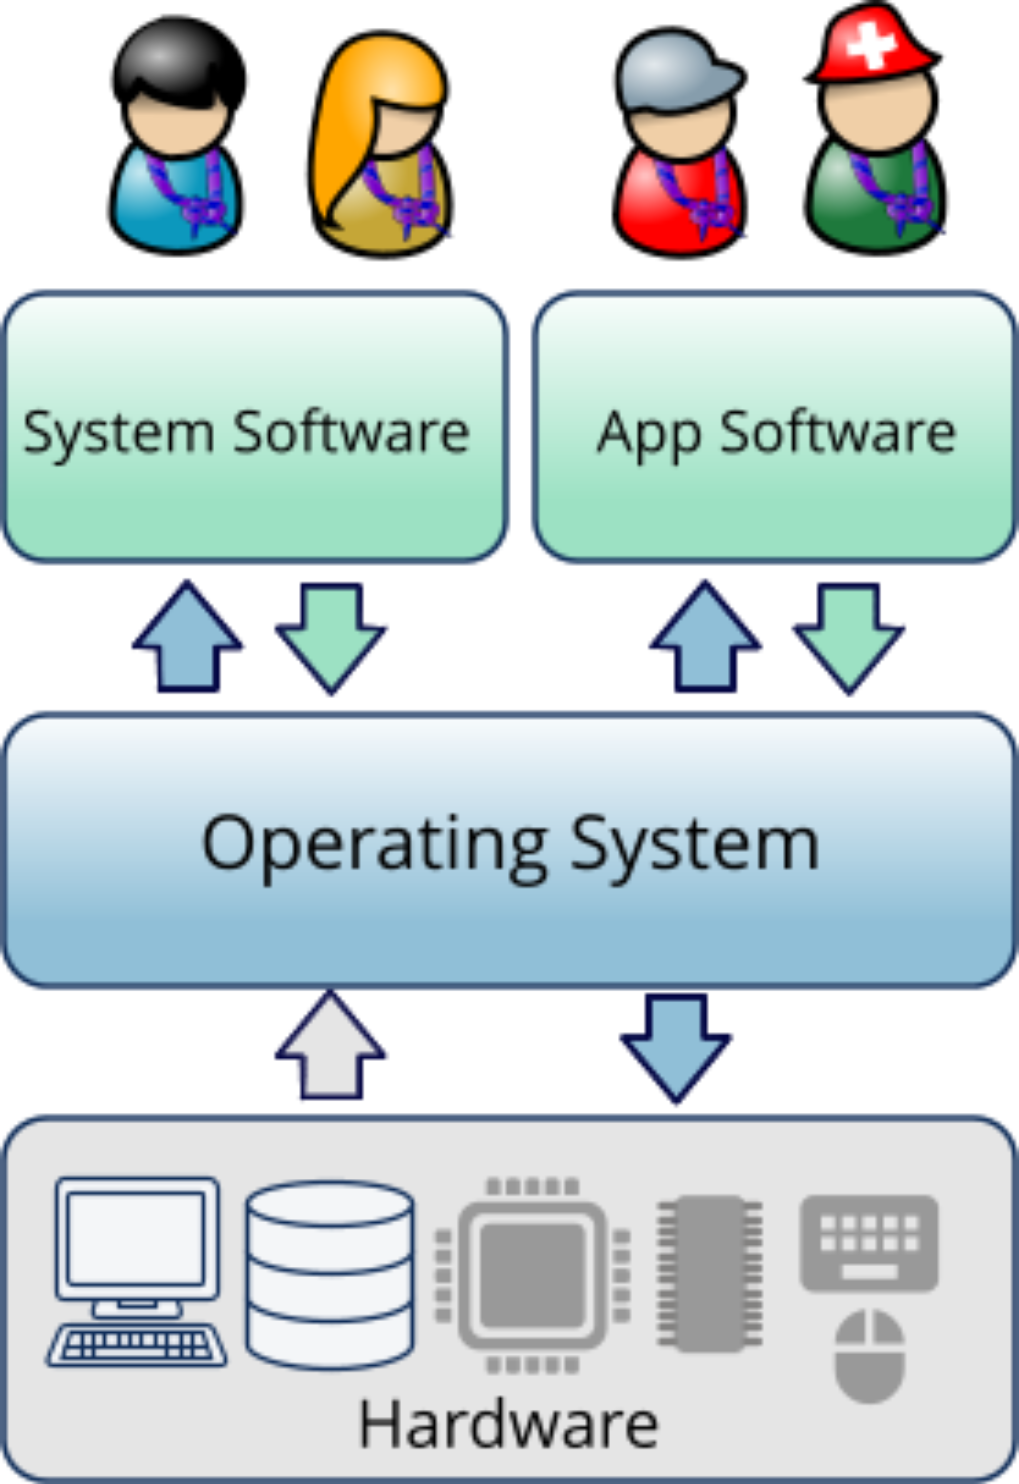 System Software
App Software
Operating System
Hardware